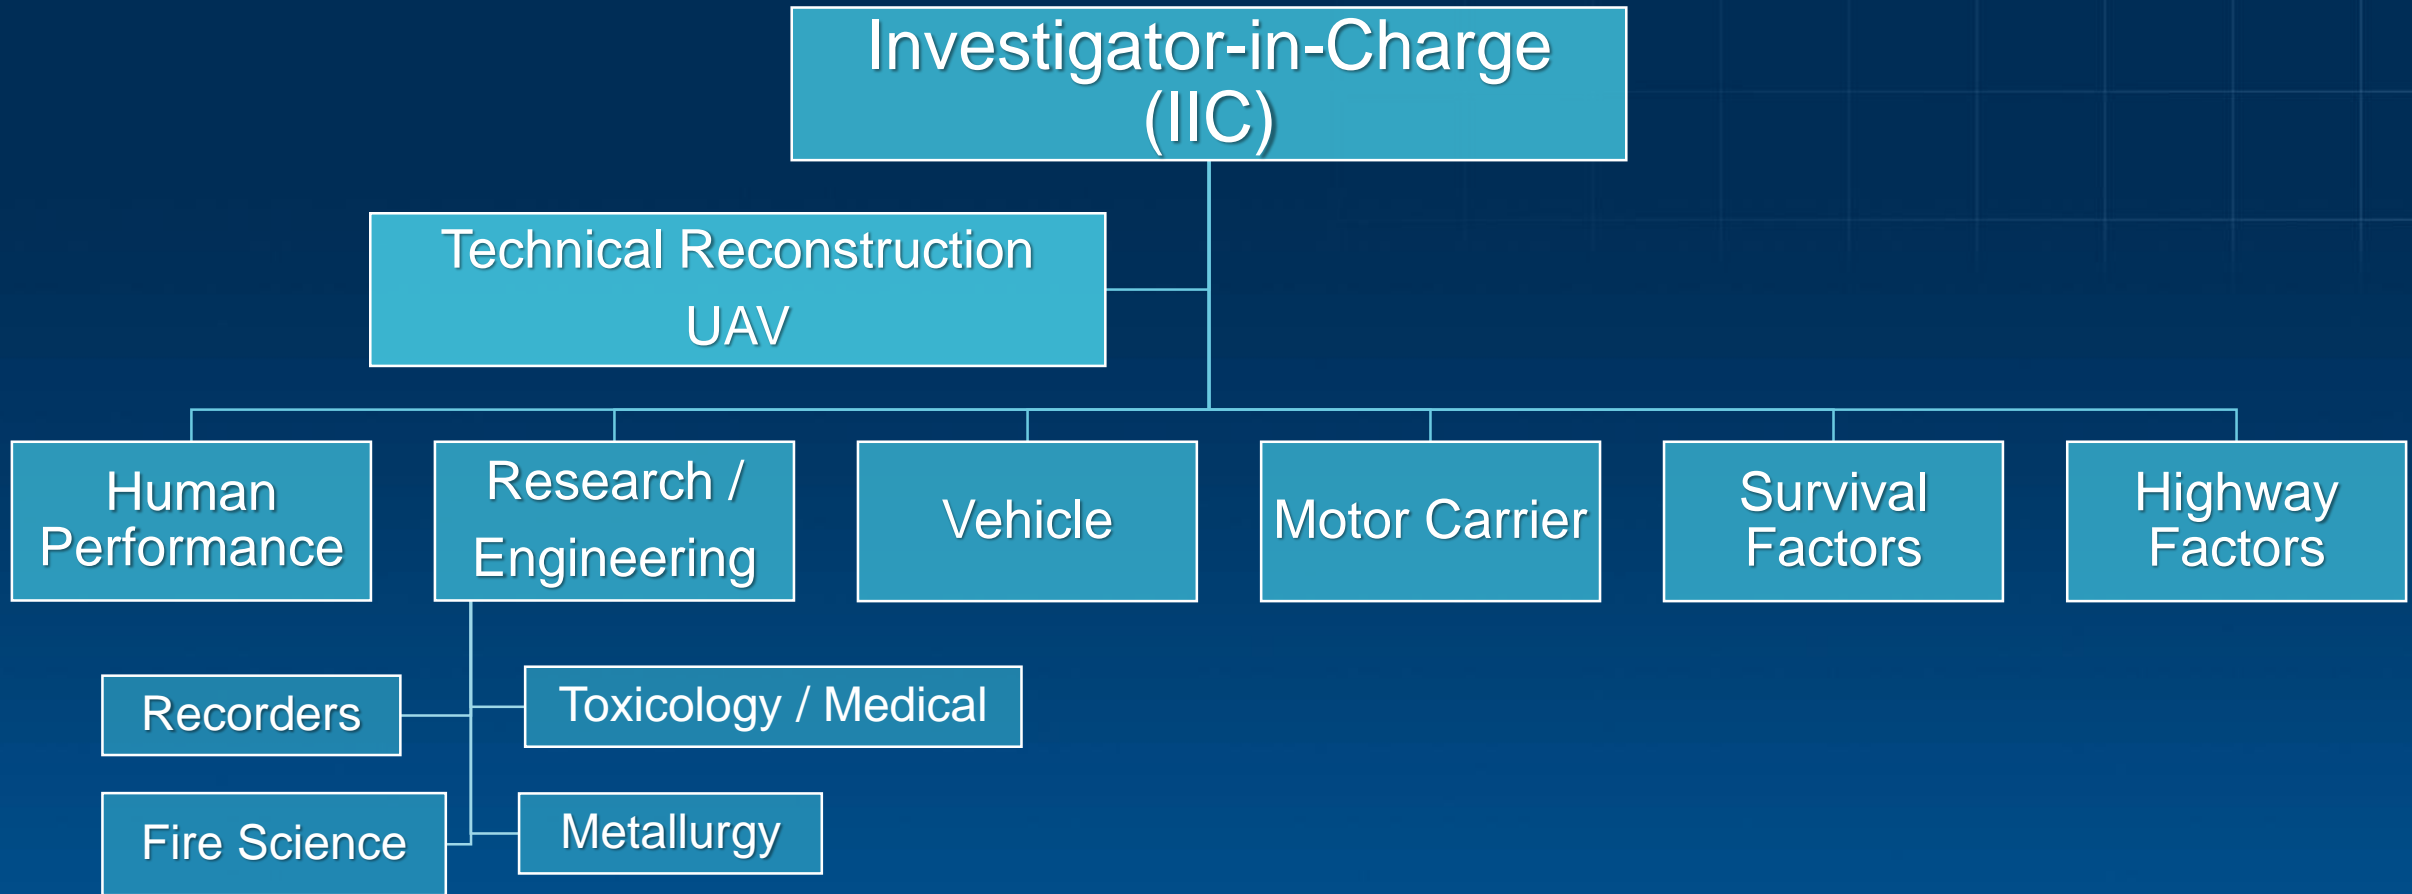 Investigator-in-Charge
(IIC)
Technical Reconstruction
UAV
Human
Performance
Research /
Engineering
Vehicle
Motor Carrier
Survival
Factors
Highway
Factors
Recorders
Toxicology / Medical
Fire Science
Metallurgy